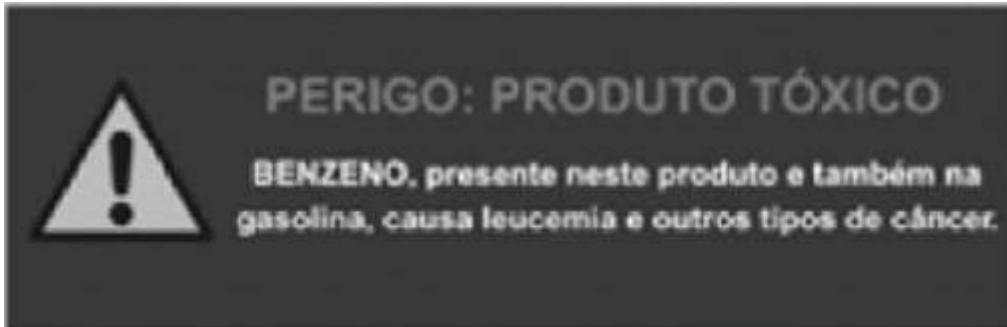 PERIGO: PRODUTO TÓXICO
BENZENO, presente neste produto e também na
gasolina, causa leucemia e outros tipos de câncer.